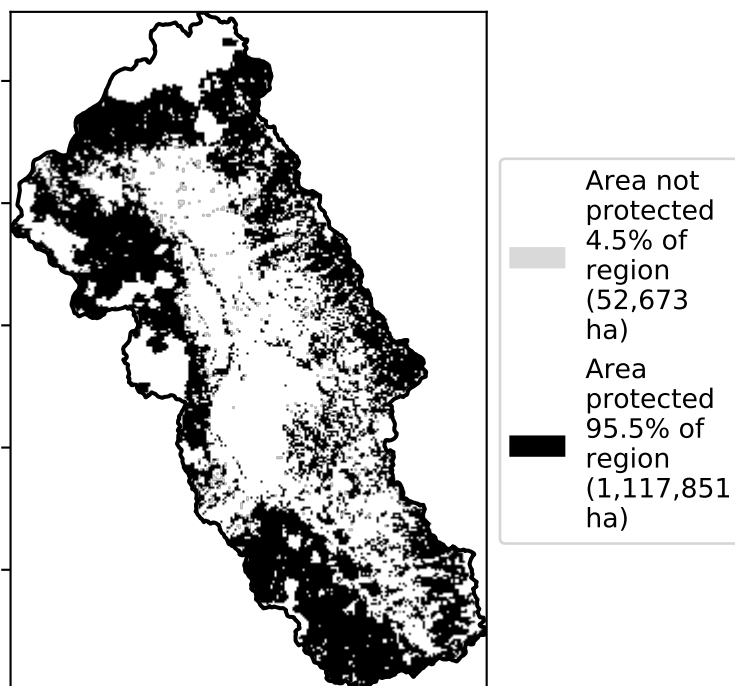 Area not
protected
4.5% of
region
(52,673
ha)
Area
protected
95.5% of
region
(1,117,851
ha)